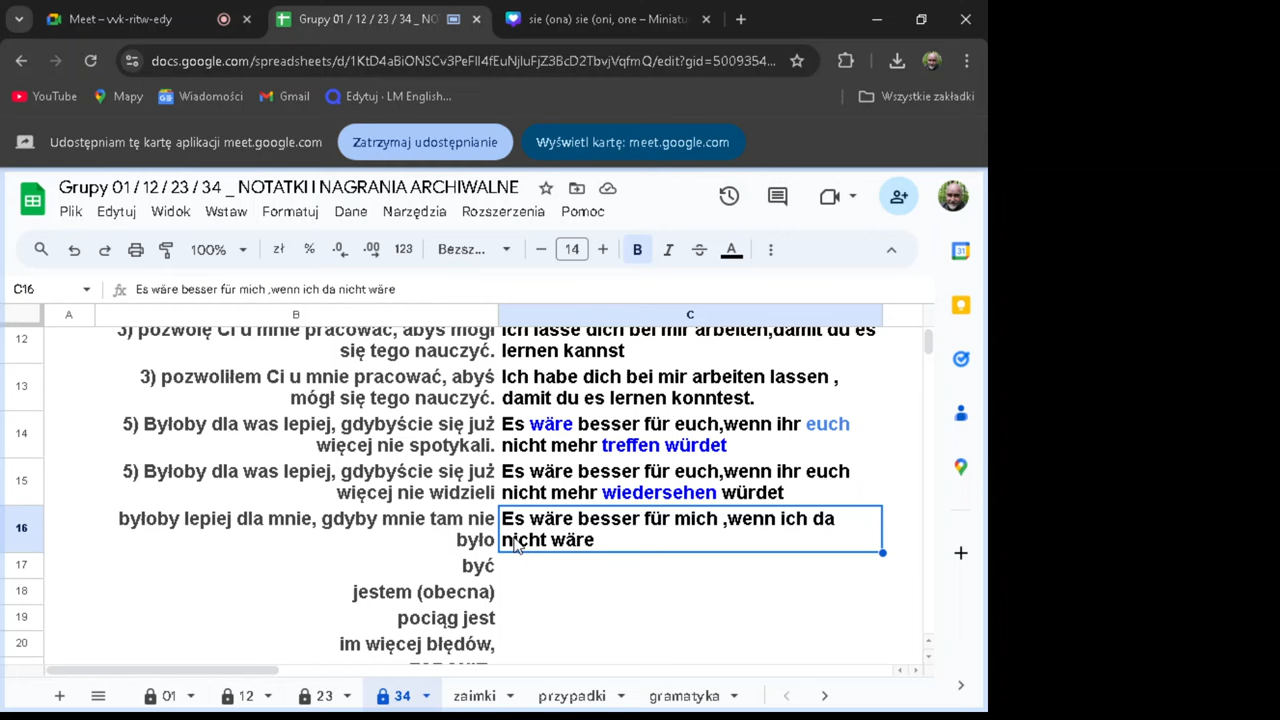 Meet – vvk-ritw-edy
Grupy 01 / 12 / 23 / 34 _ NO
sie (ona) sie (oni, one – Miniatu
docs.google.com/spreadsheets/d/1KtD4aBiONSCv3PeFlI4fEuNjluFjZ3BcD2TbvjVqfmQ/edit?gid=5009354...
YouTube
Mapy
Wiadomości
Gmail
Edytuj · LM English...
Wszystkie zakładki
Udostępniam tę kartę aplikacji meet.google.com
Zatrzymaj udostępnianie
Wyświetl kartę: meet.google.com
Grupy 01 / 12 / 23 / 34 _ NOTATKI I NAGRANIA ARCHIWALNE
Plik Edytuj Widok Wstaw Formatuj Dane Narzędzia Rozszerzenia Pomoc
100% zł % .0 .00 123 Bezsz... 14 B I S A
31
C16
Es wäre besser für mich ,wenn ich da nicht wäre
A B C
12
3) pozwolę Ci u mnie pracować, abyś mógł
się tego nauczyć.
Ich lasse dich bei mir arbeiten,damit du es
lernen kannst
13
3) pozwoliłem Ci u mnie pracować, abyś
mógł się tego nauczyć.
Ich habe dich bei mir arbeiten lassen ,
damit du es lernen konntest.
14
5) Byłoby dla was lepiej, gdybyście się już
więcej nie spotykali.
Es wäre besser für euch,wenn ihr euch
nicht mehr treffen würdet
15
5) Byłoby dla was lepiej, gdybyście się już
więcej nie widzieli
Es wäre besser für euch,wenn ihr euch
nicht mehr wiedersehen würdet
16
byłoby lepiej dla mnie, gdyby mnie tam nie
było
Es wäre besser für mich ,wenn ich da
nicht wäre
17
być
18
jestem (obecna)
19
pociąg jest
20
im więcej błędów,
01
12
23
34
zaimki
przypadki
gramatyka